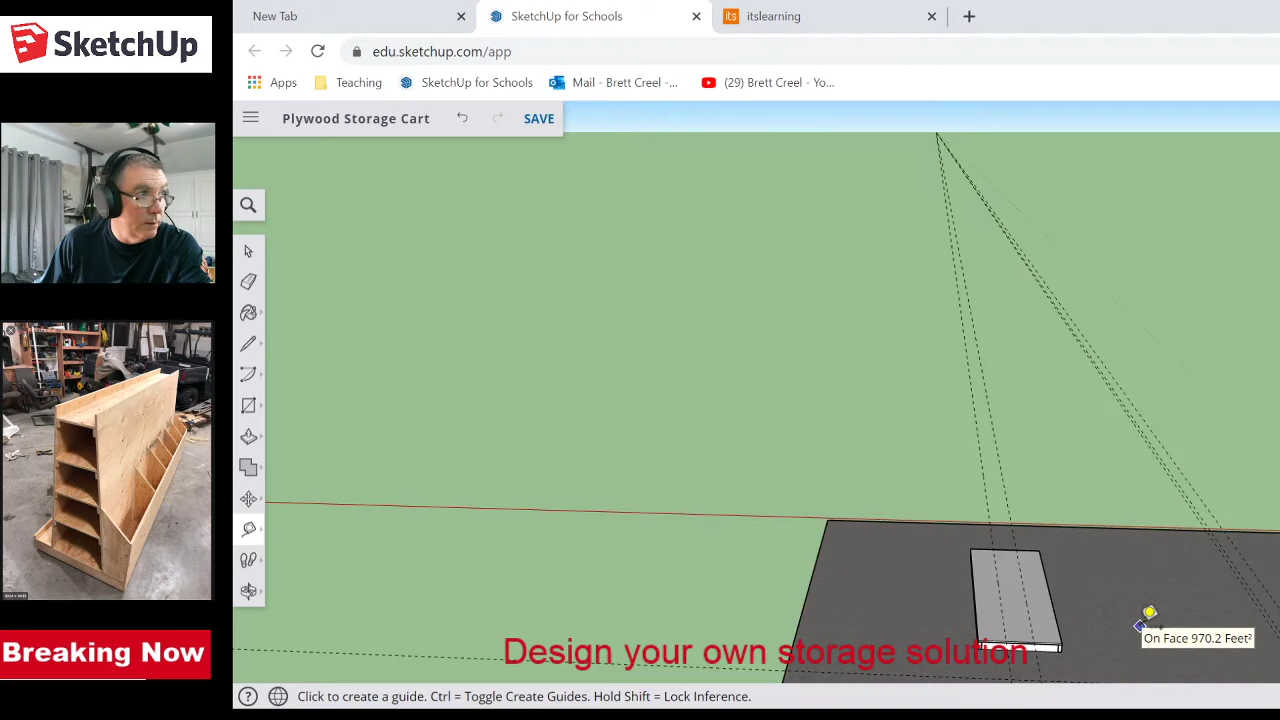 SketchUp
New Tab
SketchUp for Schools
itslearning
its
edu.sketchup.com/app
Apps
Teaching
SketchUp for Schools
Mail - Brett Creel -...
(29) Brett Creel - Yo...
Plywood Storage Cart
SAVE
On Face 970.2 Feet²
Design your own storage solution
Breaking Now
Click to create a guide. Ctrl = Toggle Create Guides. Hold Shift = Lock Inference.